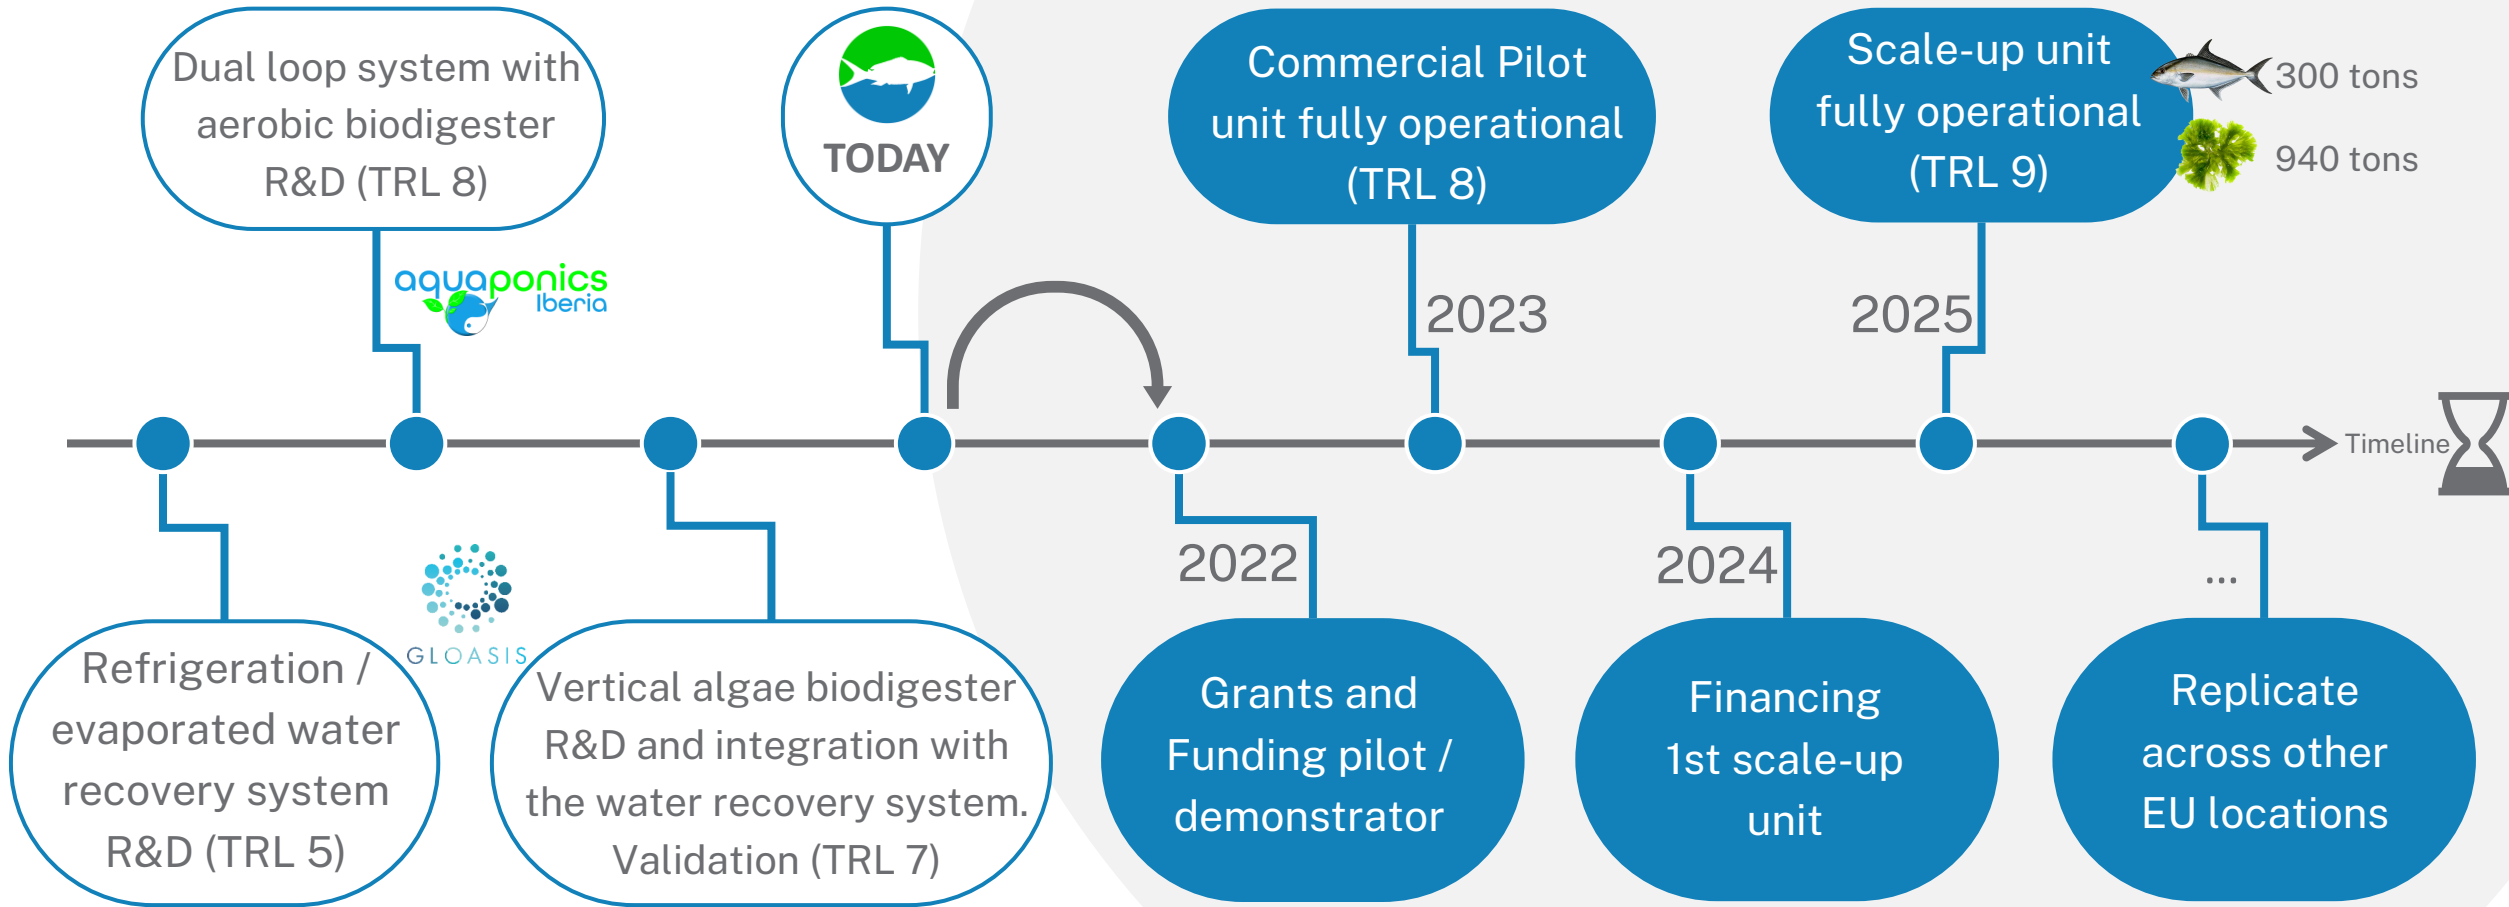 Dual loop system with
aerobic biodigester
R&D (TRL 8)
TODAY
Commercial Pilot
unit fully operational
(TRL 8)
Scale-up unit
fully operational
(TRL 9)
300 tons
940 tons
aquaponics
Iberia
2023
2025
Timeline
GLOASIS
2022
2024
...
Refrigeration /
evaporated water
recovery system
R&D (TRL 5)
Vertical algae biodigester
R&D and integration with
the water recovery system.
Validation (TRL 7)
Grants and
Funding pilot /
demonstrator
Financing
1st scale-up
unit
Replicate
across other
EU locations